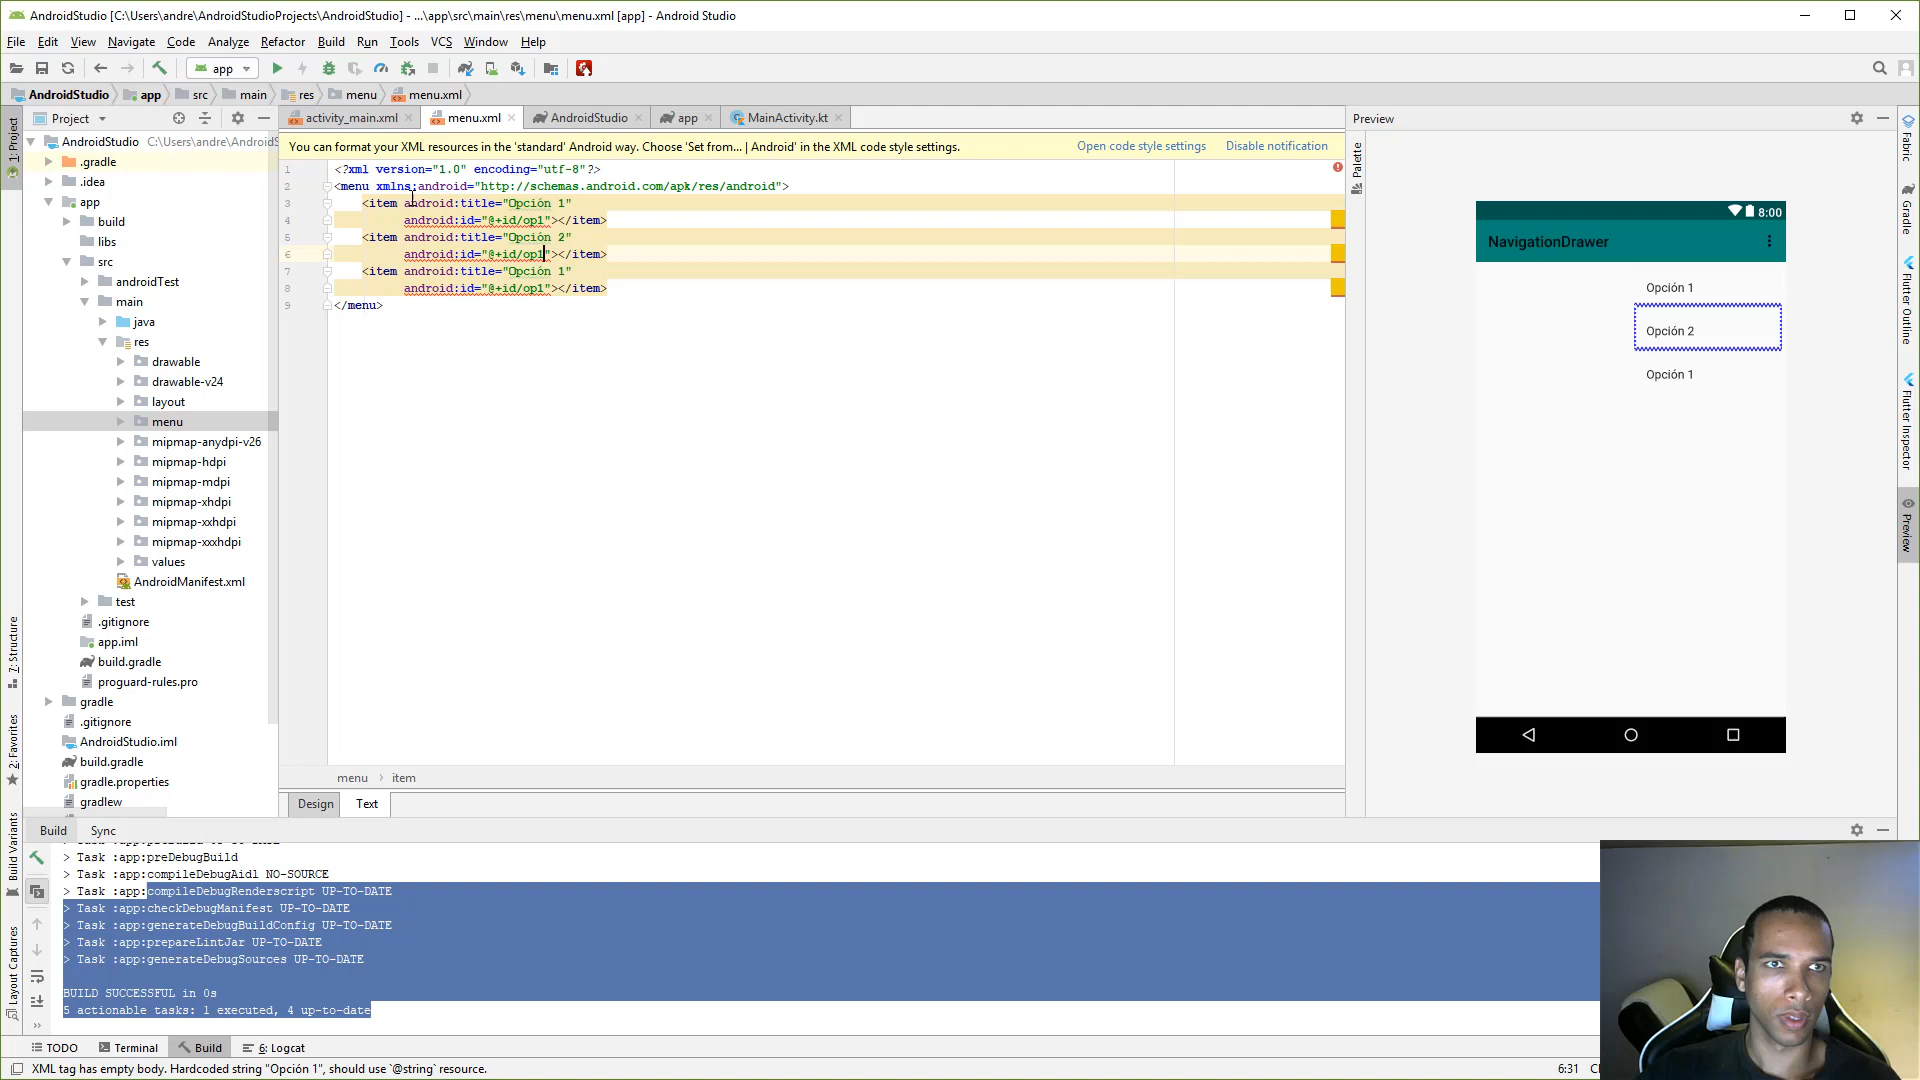 AndroidStudio [C:\Users\andre\AndroidStudioProjects\AndroidStudio] - ...\app\src\main\res\menu\menu.xml [app] - Android Studio
File Edit View Navigate Code Analyze Refactor Build Run Tools VCS Window Help
app
AndroidStudio app src main res menu menu.xml
Project
activity_main.xml menu.xml AndroidStudio app MainActivity.kt
Preview
You can format your XML resources in the 'standard' Android way. Choose 'Set from... | Android' in the XML code style settings. Open code style settings Disable notification
1 <?xml version="1.0" encoding="utf-8"?>
2 <menu xmlns:android="http://schemas.android.com/apk/res/android">
3 <item android:title="Opción 1"
4 android:id="@+id/op1"></item>
5 <item android:title="Opción 2"
6 android:id="@+id/op1"></item>
7 <item android:title="Opción 1"
8 android:id="@+id/op1"></item>
9 </menu>
menu item
Design Text
1: Project
7: Structure
2: Favorites
Build Variants
Layout Captures
AndroidStudio C:\Users\andre\AndroidS
.gradle
.idea
app
build
libs
src
androidTest
main
java
res
drawable
drawable-v24
layout
menu
mipmap-anydpi-v26
mipmap-hdpi
mipmap-mdpi
mipmap-xhdpi
mipmap-xxhdpi
mipmap-xxxhdpi
values
AndroidManifest.xml
test
.gitignore
app.iml
build.gradle
proguard-rules.pro
gradle
.gitignore
AndroidStudio.iml
build.gradle
gradle.properties
gradlew
Palette
8:00
NavigationDrawer
Opción 1
Opción 2
Opción 1
Fabric
Gradle
Flutter Outline
Flutter Inspector
Preview
Build Sync
> Task :app:preDebugBuild
> Task :app:compileDebugAidl NO-SOURCE
> Task :app:compileDebugRenderscript UP-TO-DATE
> Task :app:checkDebugManifest UP-TO-DATE
> Task :app:generateDebugBuildConfig UP-TO-DATE
> Task :app:prepareLintJar UP-TO-DATE
> Task :app:generateDebugSources UP-TO-DATE
BUILD SUCCESSFUL in 0s
5 actionable tasks: 1 executed, 4 up-to-date
TODO Terminal Build 6: Logcat
XML tag has empty body. Hardcoded string "Opción 1", should use `@string` resource. 6:31